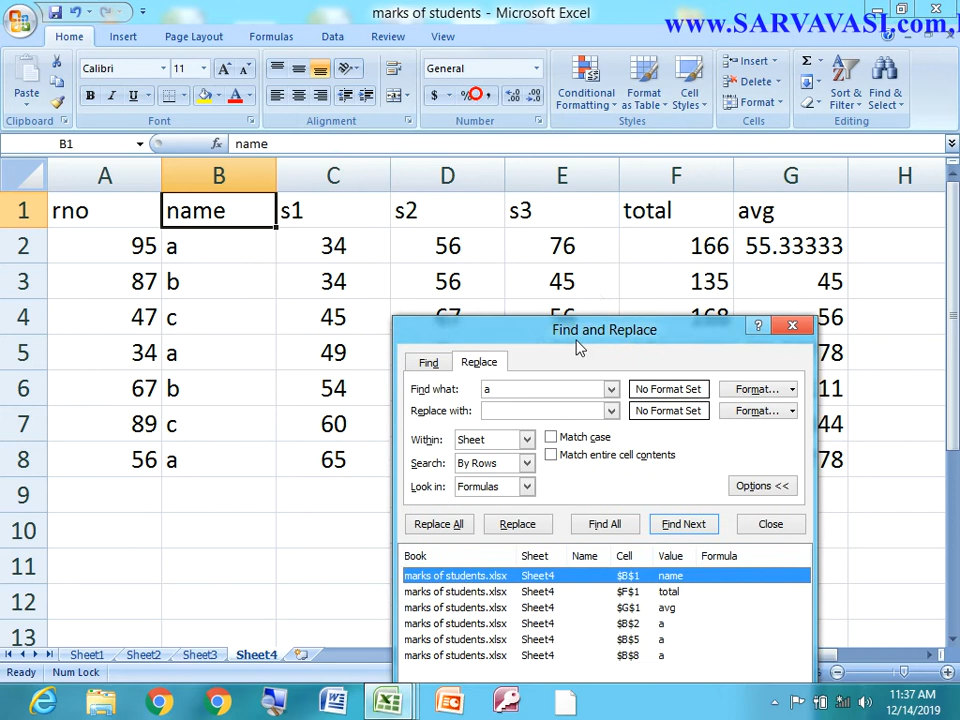 marks of students - Microsoft Excel
www.SARVAVASI.com,
Home Insert Page Layout Formulas Data Review View
Calibri 11 General
Paste
B I U
$ % ,
Conditional Formatting
Format as Table
Cell Styles
Insert
Delete
Format
Sort & Filter
Find & Select
Clipboard Font Alignment Number Styles Cells Editing
B1 fx name
A B C D E F G H
1 rno name s1 s2 s3 total avg
2 95 a 34 56 76 166 55.33333
3 87 b 34 56 45 135 45
4 47 c 45 67 56 168 56
5 34 a 49 78
6 67 b 54 11
7 89 c 60 44
8 56 a 65 78
9
10
11
12
13
Find and Replace
Find Replace
Find what: a No Format Set Format...
Replace with: No Format Set Format...
Within: Sheet Match case
Search: By Rows Match entire cell contents
Look in: Formulas Options <<
Replace All Replace Find All Find Next Close
Book Sheet Name Cell Value Formula
marks of students.xlsx Sheet4 $B$1 name
marks of students.xlsx Sheet4 $F$1 total
marks of students.xlsx Sheet4 $G$1 avg
marks of students.xlsx Sheet4 $B$2 a
marks of students.xlsx Sheet4 $B$5 a
marks of students.xlsx Sheet4 $B$8 a
Sheet1 Sheet2 Sheet3 Sheet4
Ready Num Lock
11:37 AM
12/14/2019